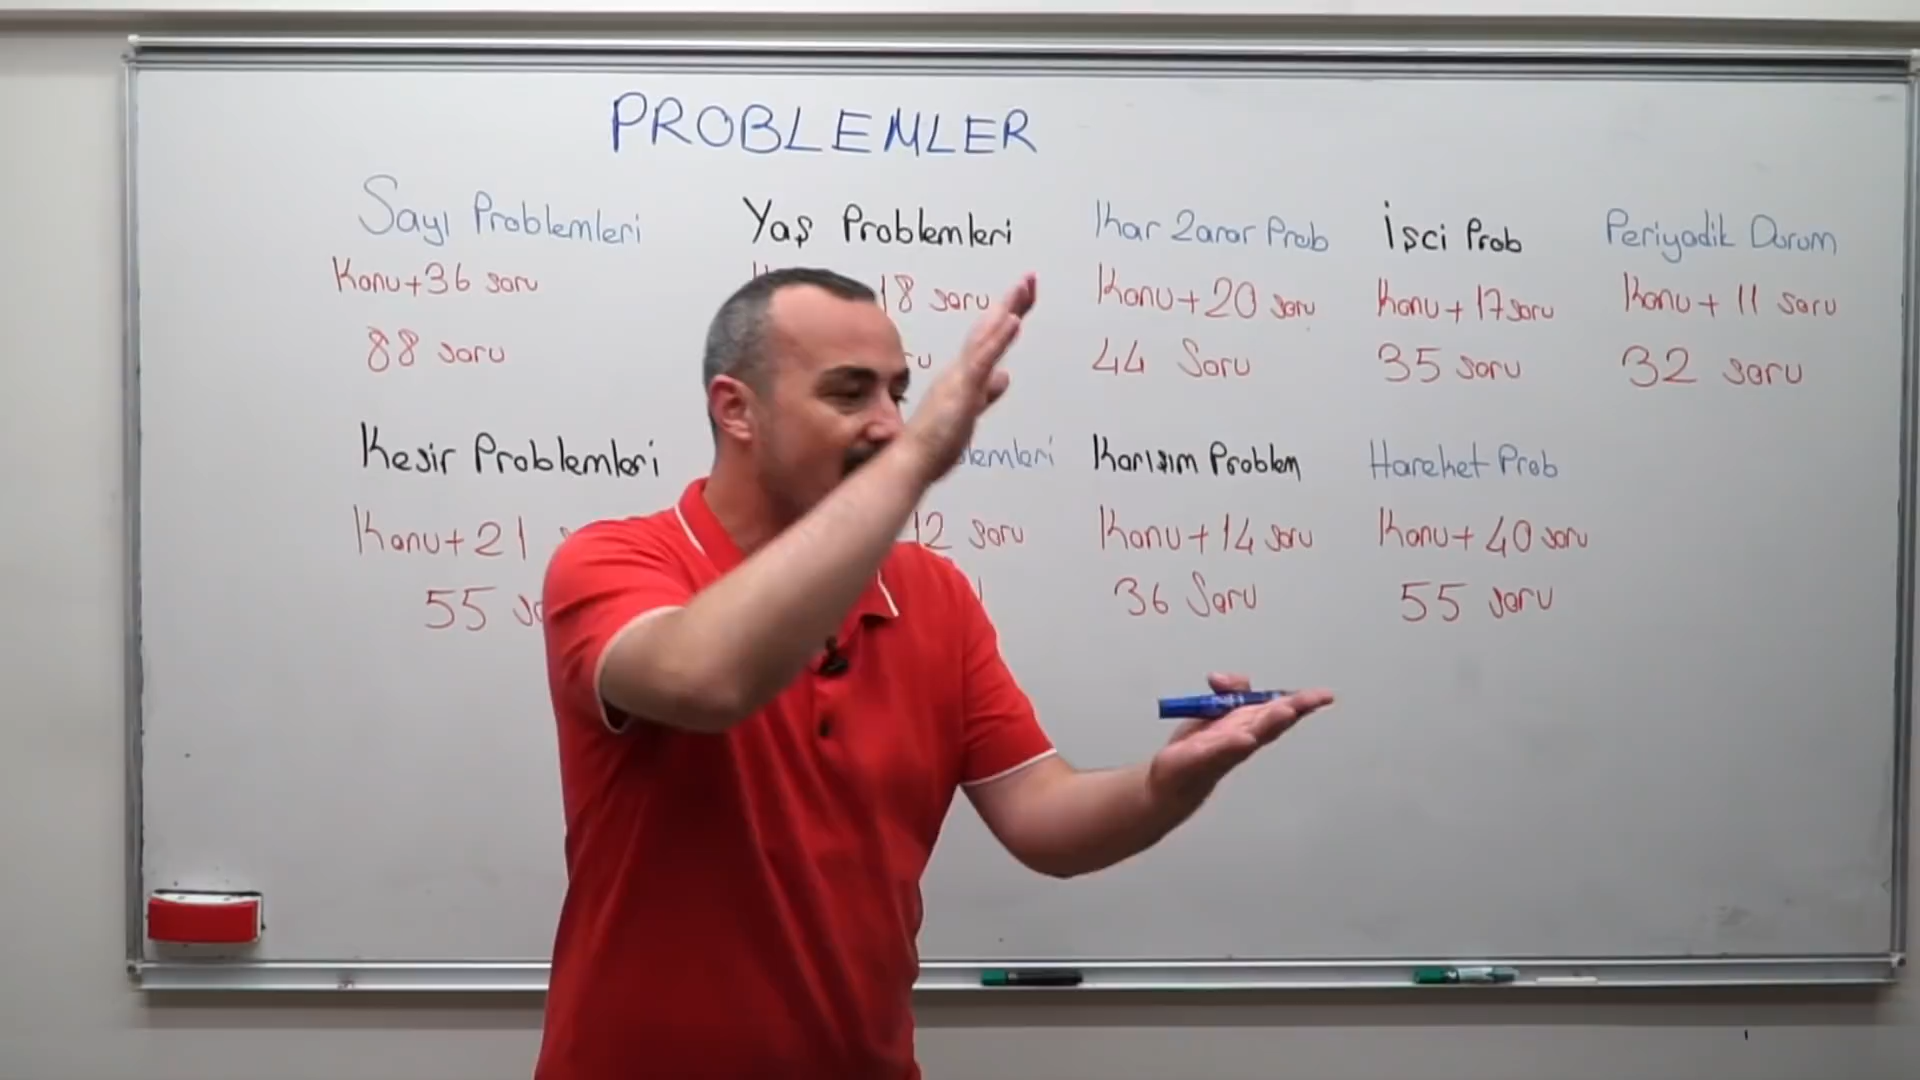 PROBLEMLER
Sayı Problemleri
Konu+36 soru
88 soru
Yaş Problemleri
18 soru
Kar Zarar Prob
Konu+20 soru
44 Soru
İşci Prob
Konu+17 soru
35 soru
Periyodik Durum
Konu+ 11 soru
32 soru
Kesir Problemleri
Konu+21
55
12 soru
Karışım Problem
Konu+14 soru
36 Soru
Hareket Prob
Konu+ 40 soru
55 soru